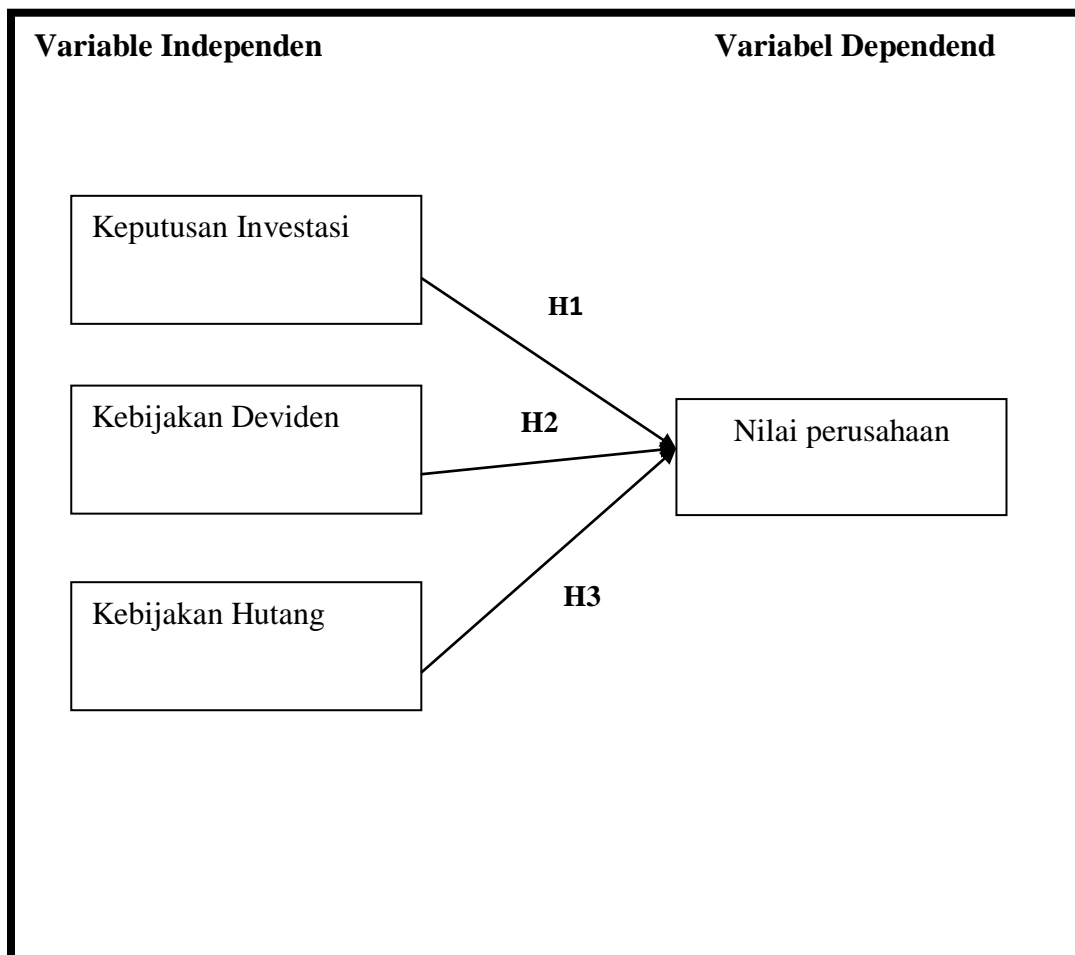 Variable Independen
Variabel Dependend
Keputusan Investasi
H1
Kebijakan Deviden
H2
Nilai perusahaan
Kebijakan Hutang
H3